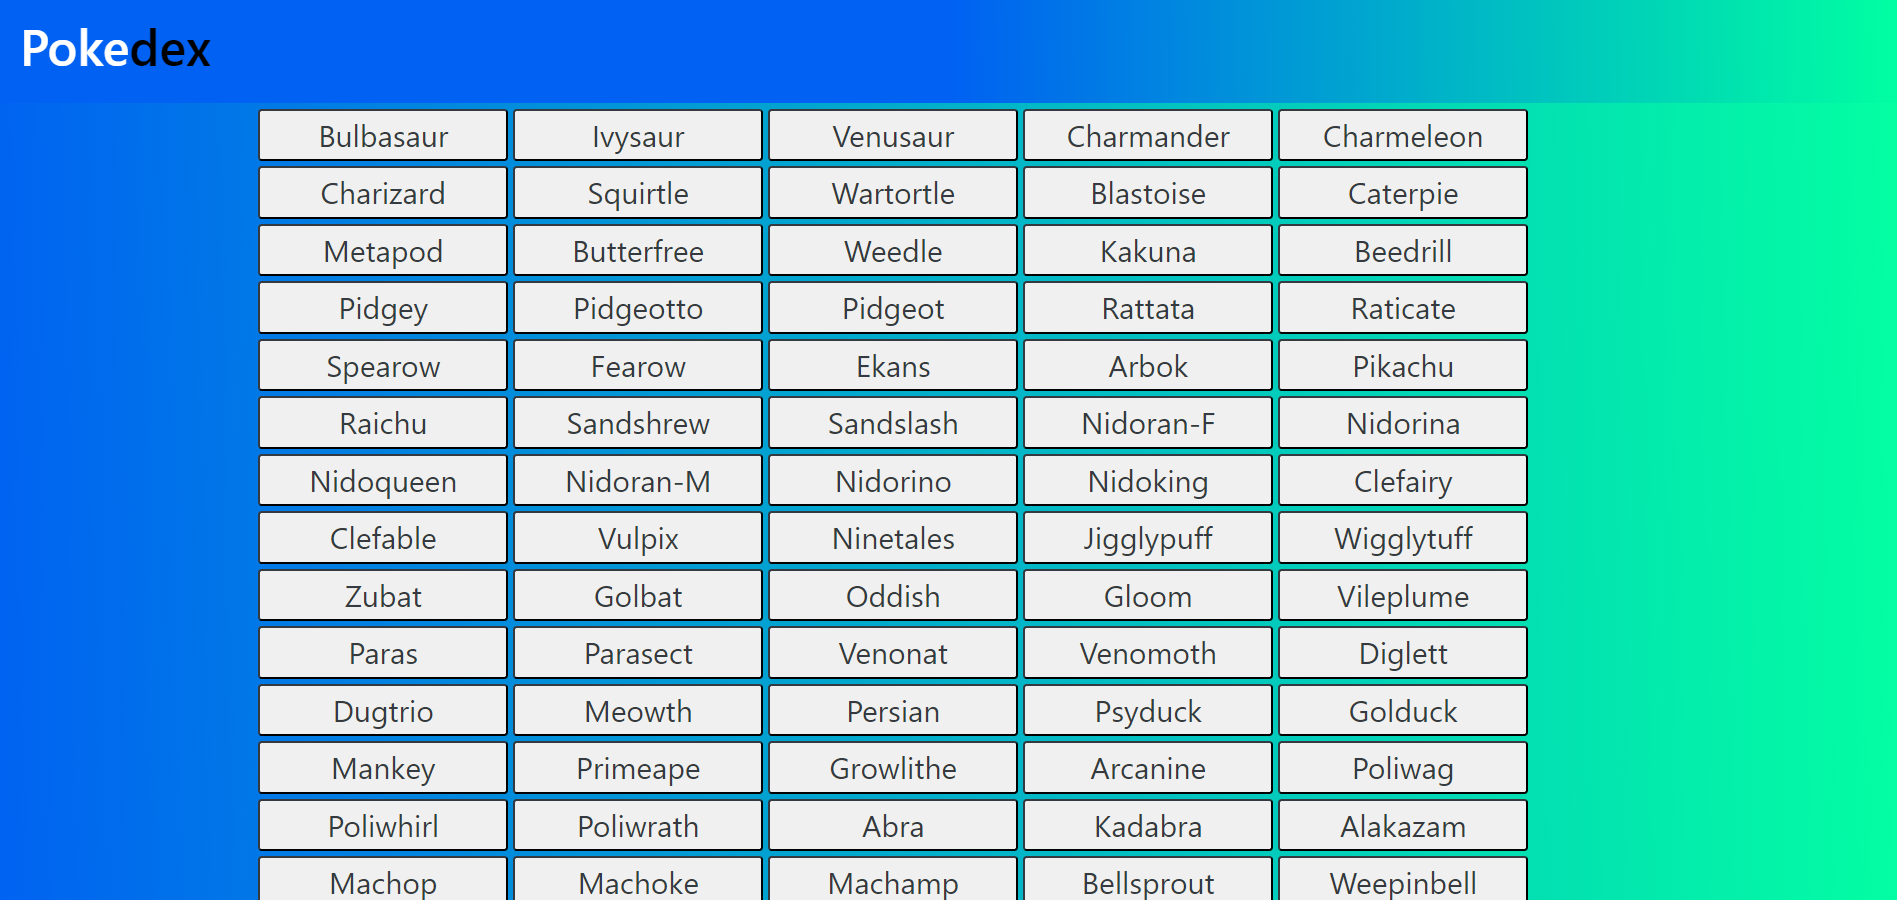 Pokedex
Bulbasaur Ivysaur Venusaur Charmander Charmeleon
Charizard Squirtle Wartortle Blastoise Caterpie
Metapod Butterfree Weedle Kakuna Beedrill
Pidgey Pidgeotto Pidgeot Rattata Raticate
Spearow Fearow Ekans Arbok Pikachu
Raichu Sandshrew Sandslash Nidoran-F Nidorina
Nidoqueen Nidoran-M Nidorino Nidoking Clefairy
Clefable Vulpix Ninetales Jigglypuff Wigglytuff
Zubat Golbat Oddish Gloom Vileplume
Paras Parasect Venonat Venomoth Diglett
Dugtrio Meowth Persian Psyduck Golduck
Mankey Primeape Growlithe Arcanine Poliwag
Poliwhirl Poliwrath Abra Kadabra Alakazam
Machop Machoke Machamp Bellsprout Weepinbell